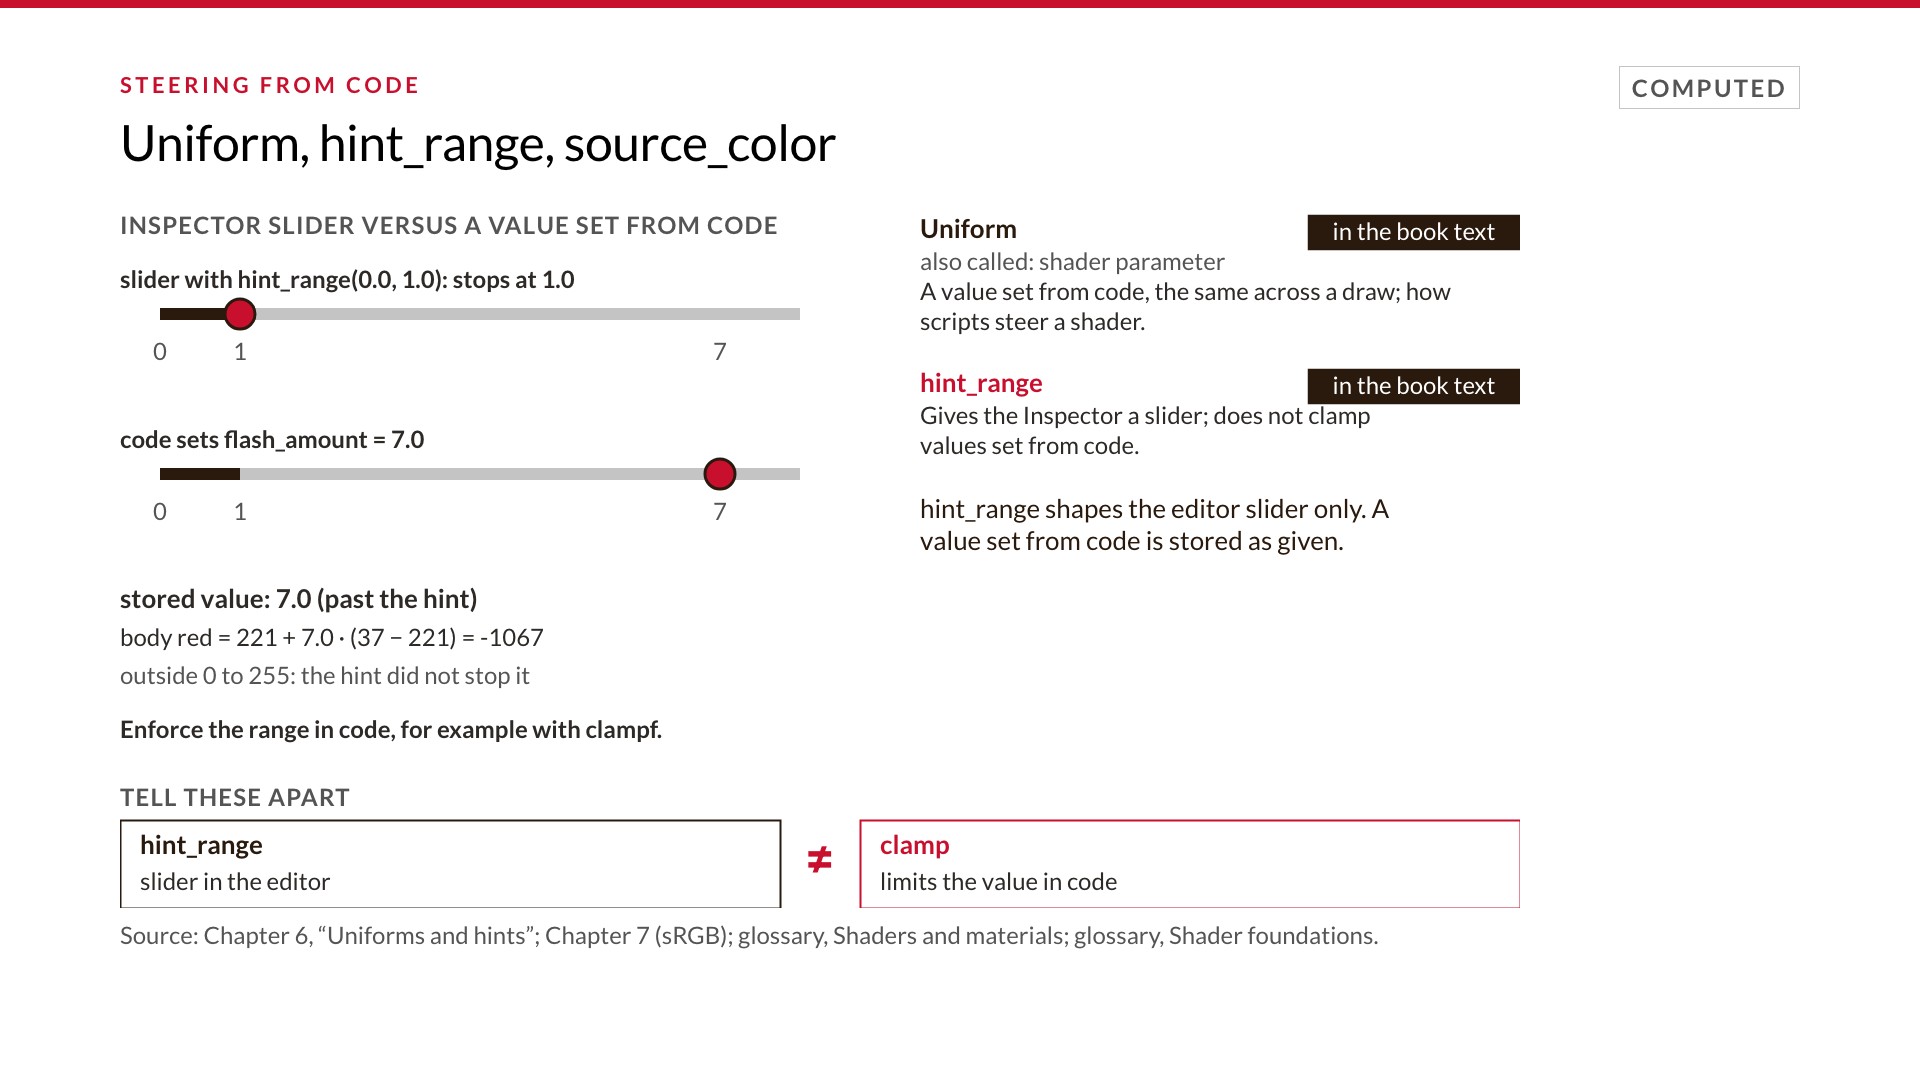 STEERING FROM CODE
COMPUTED
Uniform, hint_range, source_color
INSPECTOR SLIDER VERSUS A VALUE SET FROM CODE
slider with hint_range(0.0, 1.0): stops at 1.0
0 1 7
code sets flash_amount = 7.0
0 1 7
stored value: 7.0 (past the hint)
body red = 221 + 7.0 · (37 − 221) = -1067
outside 0 to 255: the hint did not stop it
Enforce the range in code, for example with clampf.
Uniform
in the book text
also called: shader parameter
A value set from code, the same across a draw; how
scripts steer a shader.
hint_range
in the book text
Gives the Inspector a slider; does not clamp
values set from code.
hint_range shapes the editor slider only. A
value set from code is stored as given.
TELL THESE APART
hint_range
slider in the editor
≠
clamp
limits the value in code
Source: Chapter 6, “Uniforms and hints”; Chapter 7 (sRGB); glossary, Shaders and materials; glossary, Shader foundations.